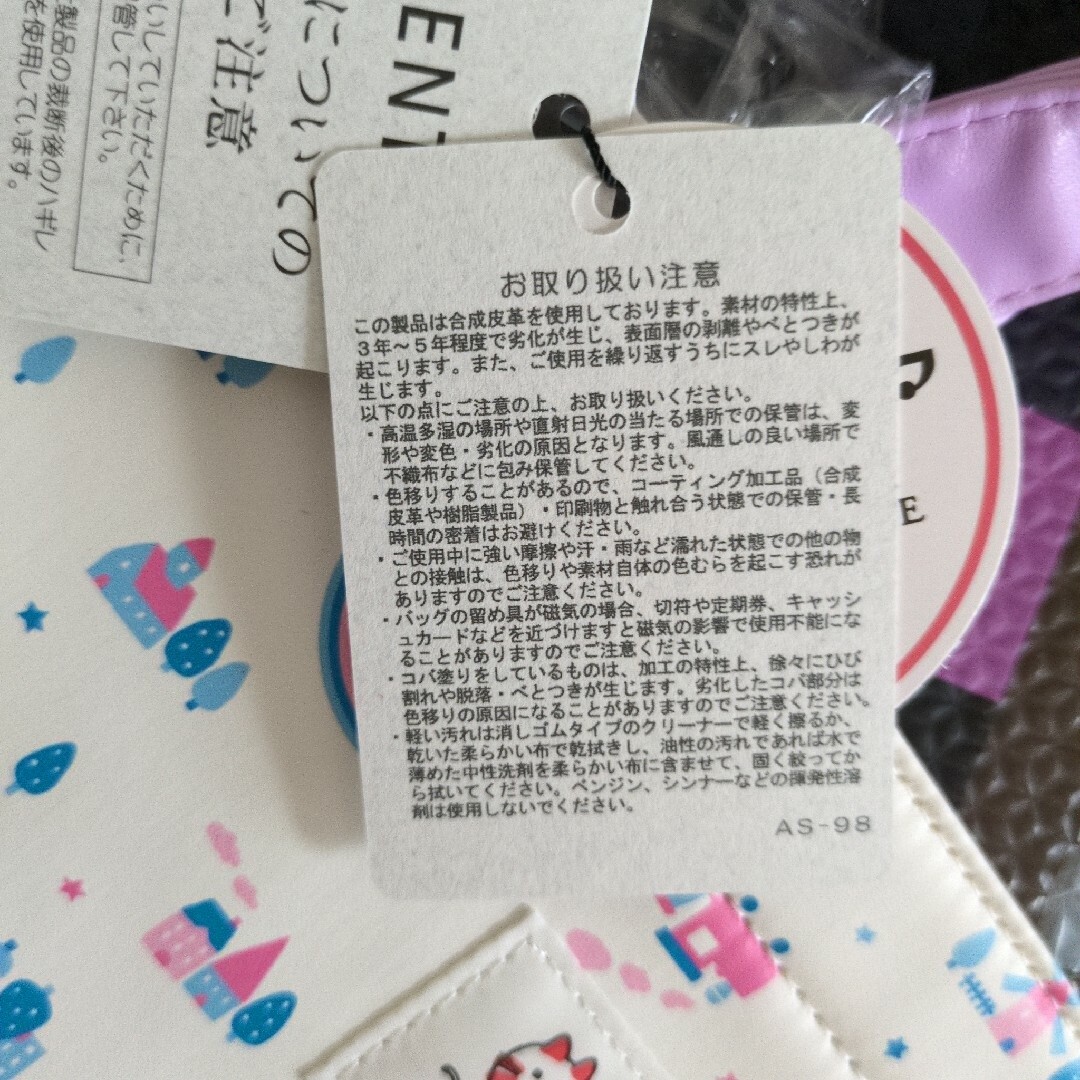 ENT
についての
ご注意
いしていただくために、
管して下さい。
製品の裁断後のハギレ
を使用しています。
お取り扱い注意
この製品は合成皮革を使用しております。素材の特性上、
3年～5年程度で劣化が生じ、表面層の剥離やべとつきが
起こります。また、ご使用を繰り返すうちにスレやしわが
生じます。
以下の点にご注意の上、お取り扱いください。
・高温多湿の場所や直射日光の当たる場所での保管は、変
形や変色・劣化の原因となります。風通しの良い場所で
不織布などに包み保管してください。
・色移りすることがあるので、コーティング加工品（合成
皮革や樹脂製品）・印刷物と触れ合う状態での保管・長
時間の密着はお避けください。
・ご使用中に強い摩擦や汗・雨など濡れた状態での他の物
との接触は、色移りや素材自体の色むらを起こす恐れが
ありますのでご注意ください。
・バッグの留め具が磁気の場合、切符や定期券、キャッシ
ュカードなどを近づけますと磁気の影響で使用不能にな
ることがありますのでご注意ください。
・コバ塗りをしているものは、加工の特性上、徐々にひび
割れや脱落・べとつきが生じます。劣化したコバ部分は
色移りの原因になることがありますのでご注意ください。
・軽い汚れは消しゴムタイプのクリーナーで軽く擦るか、
乾いた柔らかい布で乾拭きし、油性の汚れであれば水で
薄めた中性洗剤を柔らかい布に含ませて、固く絞ってか
ら拭いてください。ベンジン、シンナーなどの揮発性溶
剤は使用しないでください。
AS-98
E